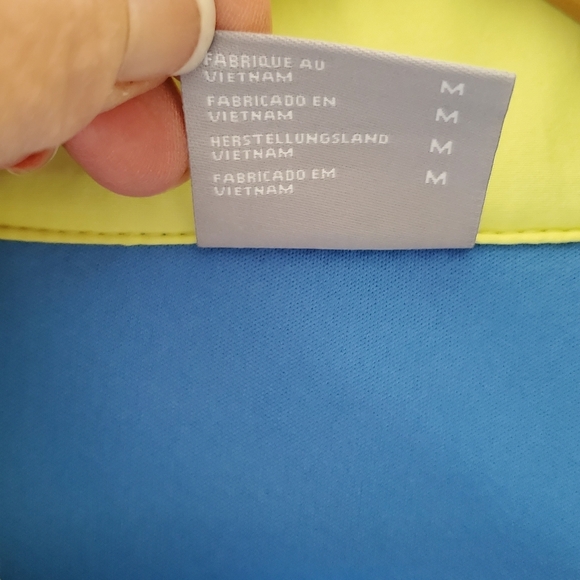 FABRIQUE AU
VIETNAM M
FABRICADO EN
VIETNAM M
HERSTELLUNGSLAND
VIETNAM M
FABRICADO EM
VIETNAM M